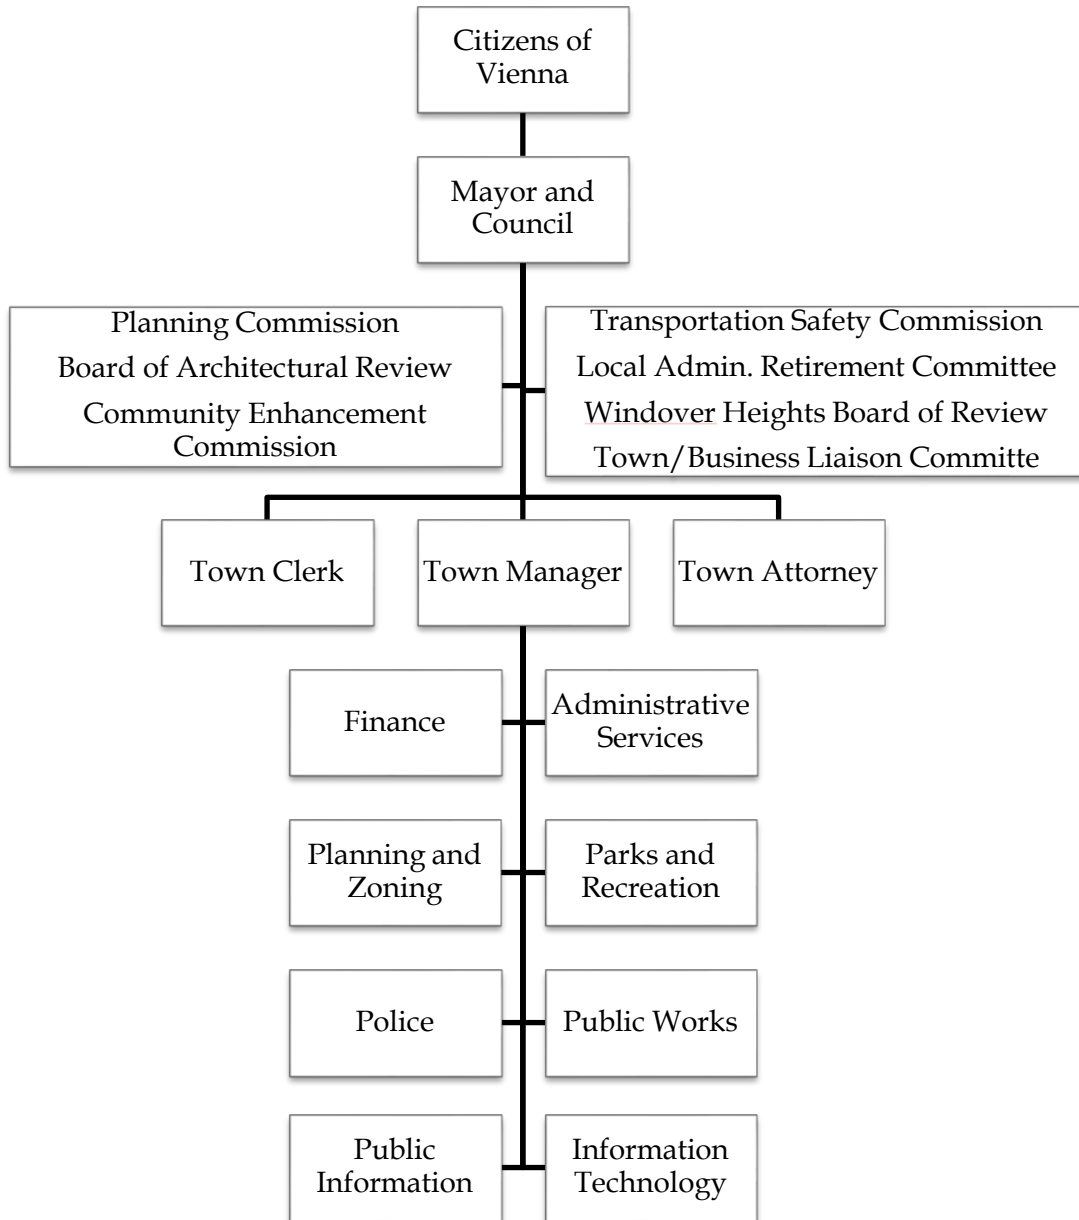 Citizens of
Vienna
Mayor and
Council
Planning Commission
Board of Architectural Review
Community Enhancement
Commission
Transportation Safety Commission
Local Admin. Retirement Committee
Windover Heights Board of Review
Town/Business Liaison Committe
Town Clerk
Town Manager
Town Attorney
Finance
Administrative
Services
Planning and
Zoning
Parks and
Recreation
Police
Public Works
Public
Information
Information
Technology